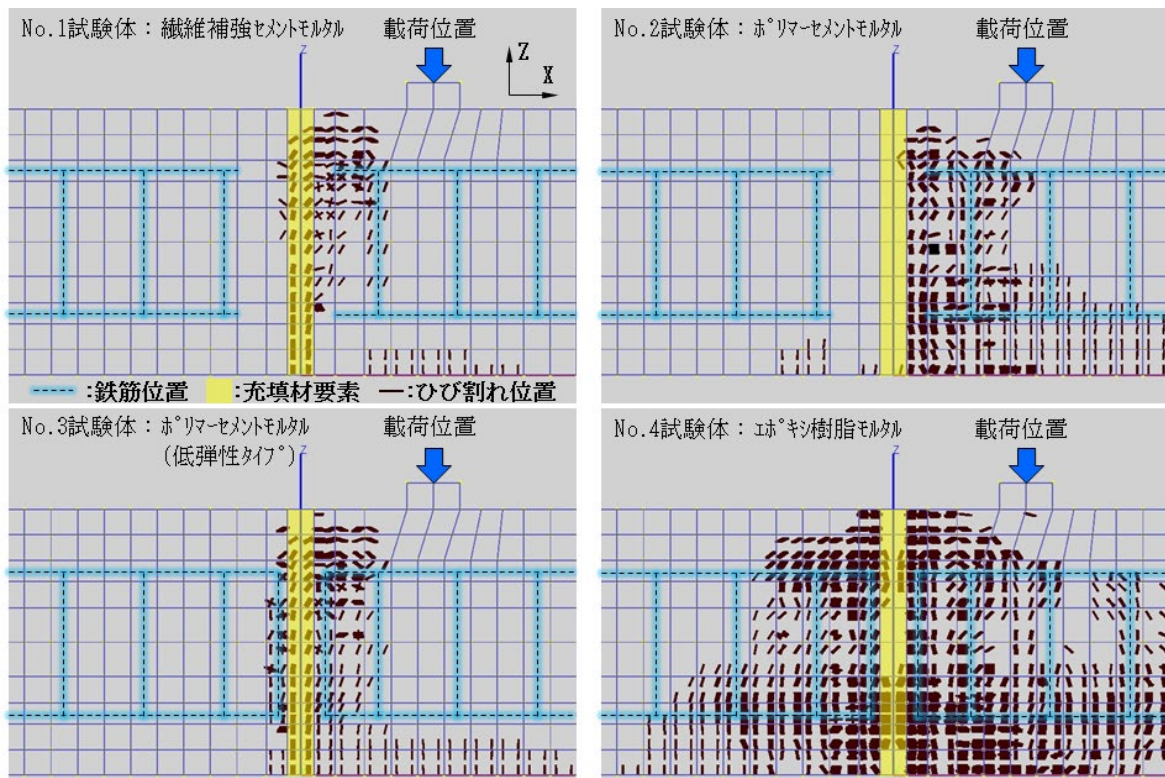 No.1試験体：繊維補強ｾﾒﾝﾄﾓﾙﾀﾙ
載荷位置
Z
X
z
No.2試験体：ﾎﾟﾘﾏｰｾﾒﾝﾄﾓﾙﾀﾙ
載荷位置
z
:鉄筋位置 :充填材要素 :ひび割れ位置
No.3試験体：ﾎﾟﾘﾏｰｾﾒﾝﾄﾓﾙﾀﾙ
(低弾性ﾀｲﾌﾟ)
載荷位置
z
No.4試験体：ｴﾎﾟｷｼ樹脂ﾓﾙﾀﾙ
載荷位置
z